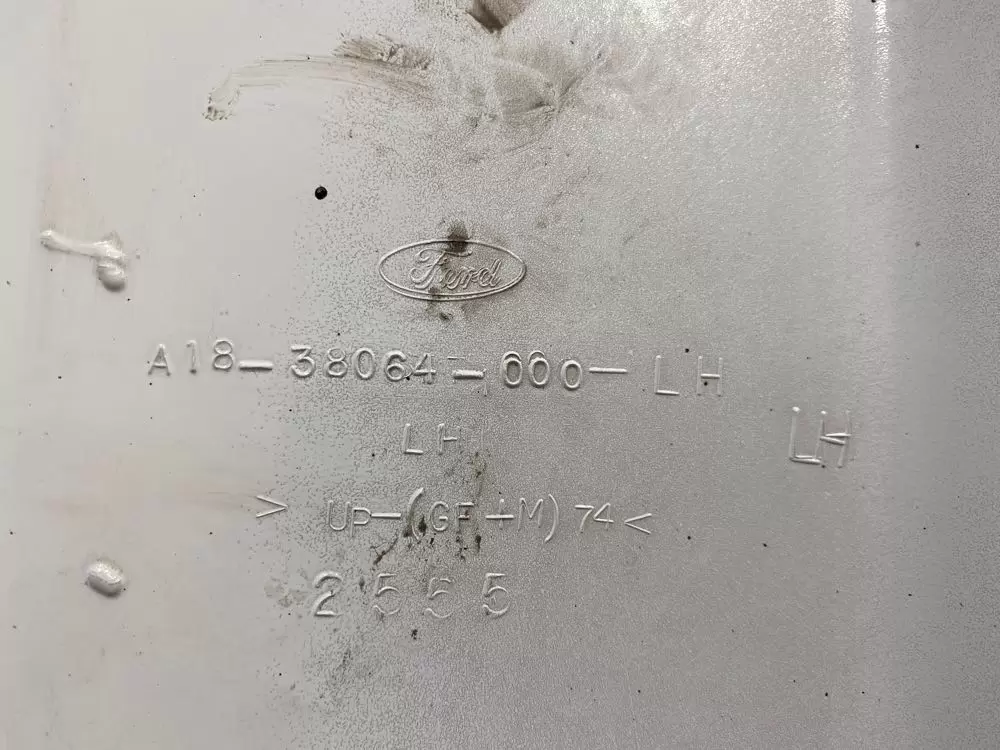 Ford
A18-38064-000-LH
LH
LH
>UP-(GF+M)74<
2555